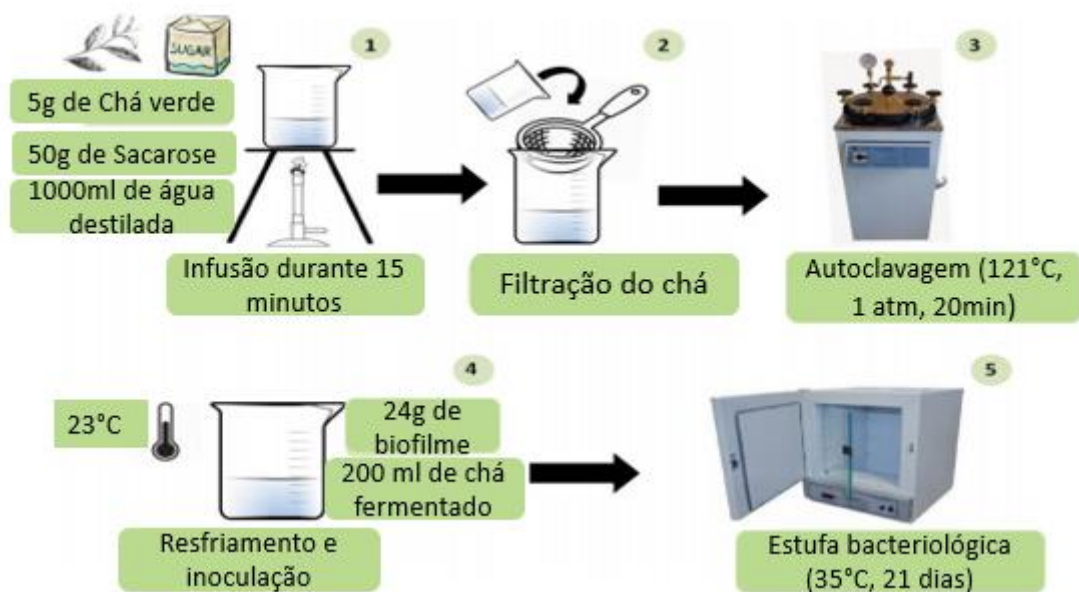 SUGAR
1
5g de Chá verde
50g de Sacarose
1000ml de água
destilada
Infusão durante 15
minutos
2
Filtração do chá
3
Autoclavagem (121°C,
1 atm, 20min)
4
23°C
24g de
biofilme
200 ml de chá
fermentado
Resfriamento e
inoculação
5
Estufa bacteriológica
(35°C, 21 dias)